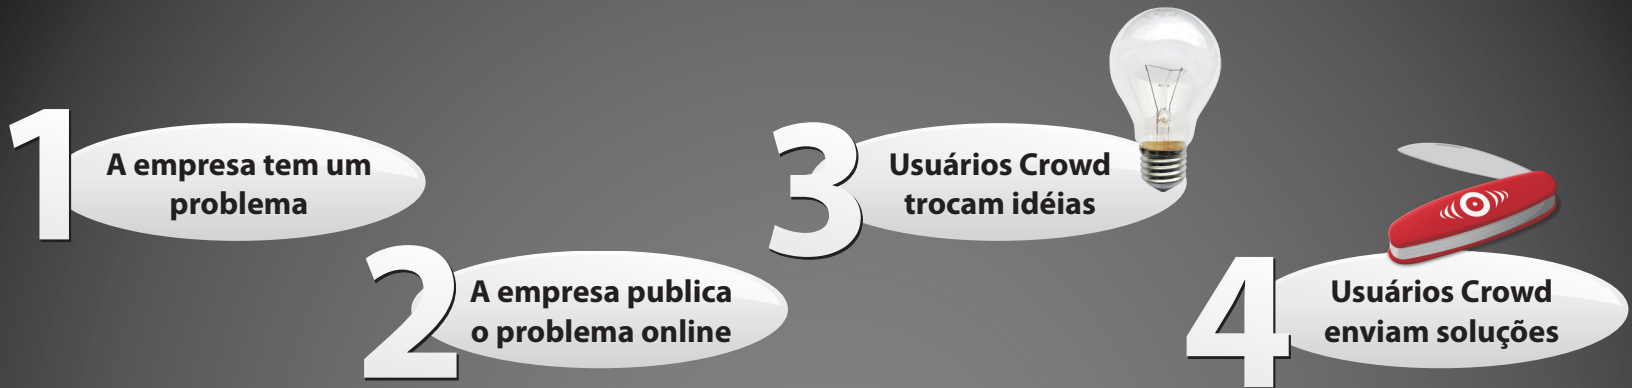 1
A empresa tem um
problema
2
A empresa publica
o problema online
3
Usuários Crowd
trocam idéias
4
Usuários Crowd
enviam soluções